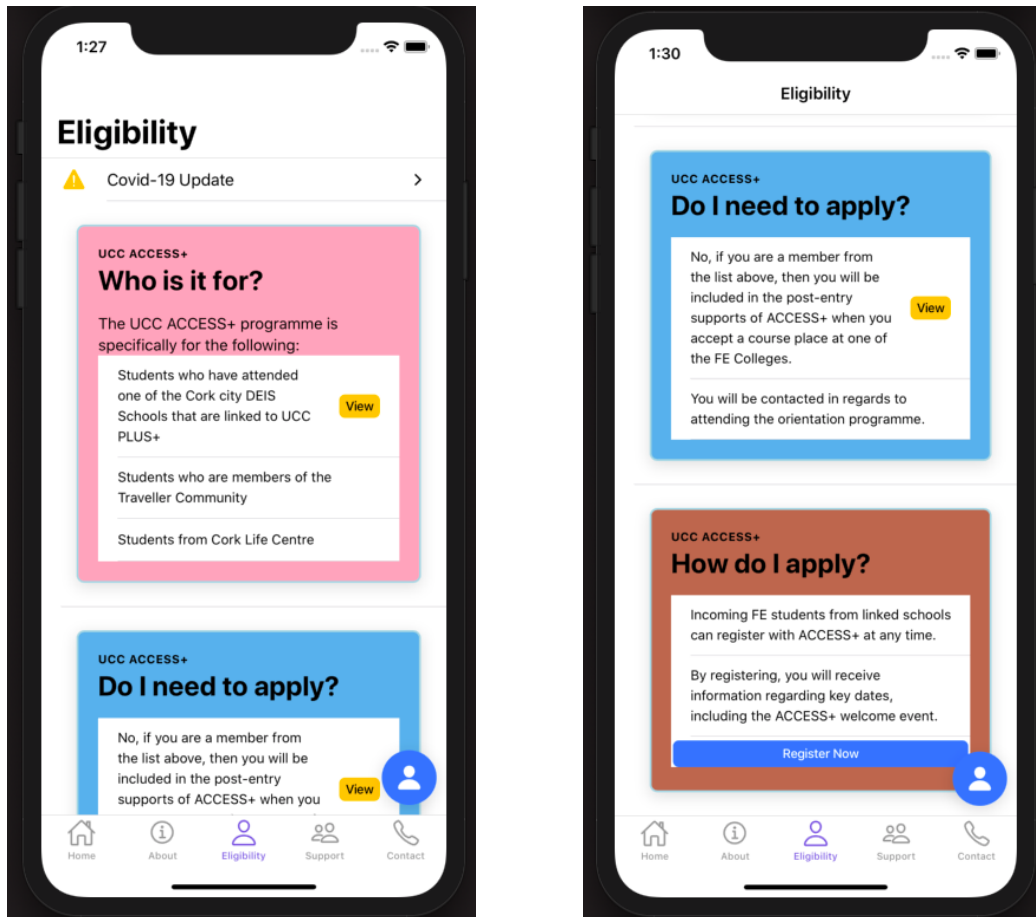 1:27
Eligibility
Covid-19 Update
UCC ACCESS+
Who is it for?
The UCC ACCESS+ programme is
specifically for the following:
Students who have attended
one of the Cork city DEIS
Schools that are linked to UCC
PLUS+
View
Students who are members of the
Traveller Community
Students from Cork Life Centre
UCC ACCESS+
Do I need to apply?
No, if you are a member from
the list above, then you will be
included in the post-entry
supports of ACCESS+ when you
View
Home
About
Eligibility
Support
Contact
1:30
Eligibility
UCC ACCESS+
Do I need to apply?
No, if you are a member from
the list above, then you will be
included in the post-entry
supports of ACCESS+ when you
accept a course place at one of
the FE Colleges.
View
You will be contacted in regards to
attending the orientation programme.
UCC ACCESS+
How do I apply?
Incoming FE students from linked schools
can register with ACCESS+ at any time.
By registering, you will receive
information regarding key dates,
including the ACCESS+ welcome event.
Register Now
Home
About
Eligibility
Support
Contact